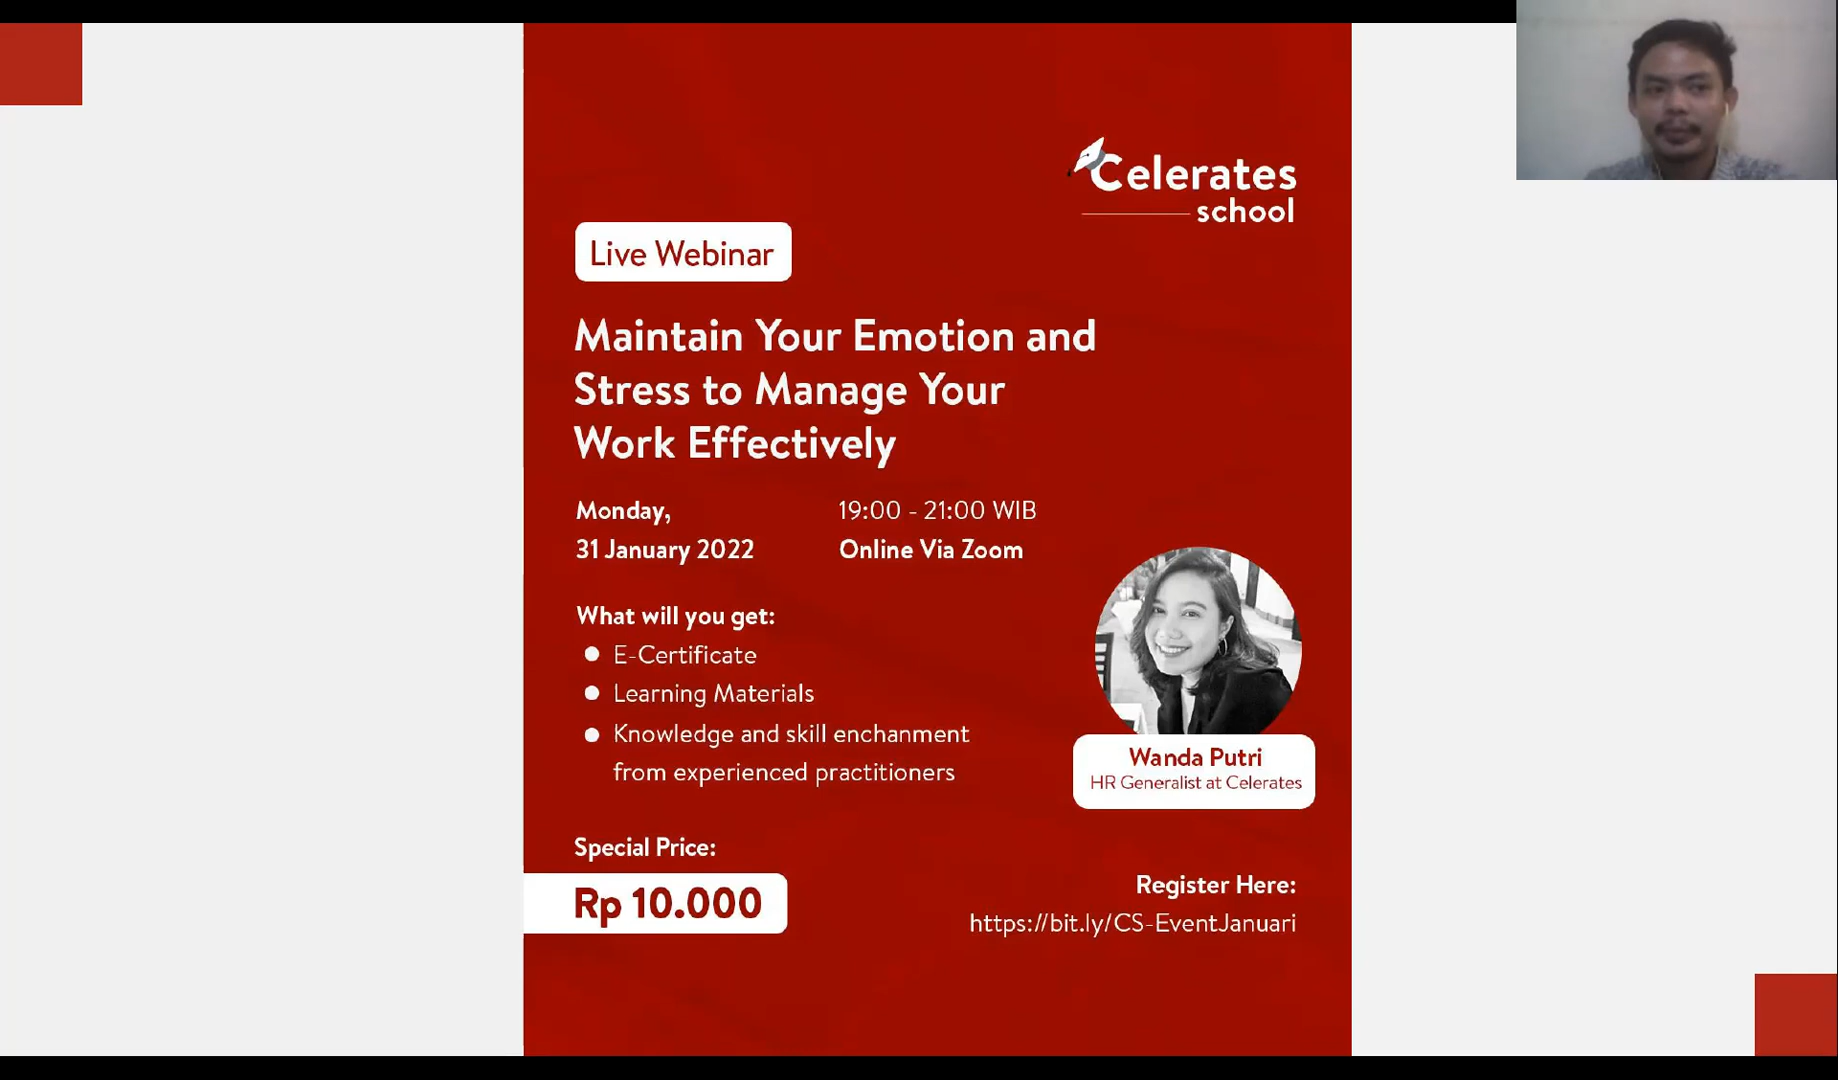 Celerates
school
Live Webinar
Maintain Your Emotion and
Stress to Manage Your
Work Effectively
Monday,
31 January 2022
19:00 - 21:00 WIB
Online Via Zoom
What will you get:
E-Certificate
Learning Materials
Knowledge and skill enchanment
from experienced practitioners
Wanda Putri
HR Generalist at Celerates
Special Price:
Rp 10.000
Register Here:
https://bit.ly/CS-EventJanuari